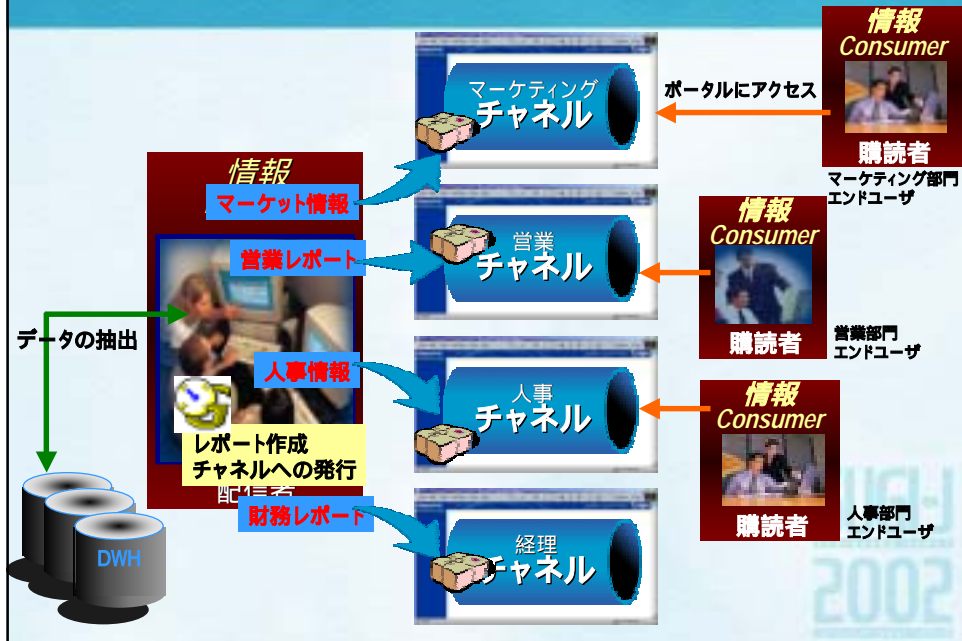 データの抽出
DWH
情報
マーケット情報
営業レポート
人事情報
レポート作成
チャネルへの発行
配信者
財務レポート
マーケティング
チャネル
営業
チャネル
人事
チャネル
経理
チャネル
ポータルにアクセス
情報
Consumer
購読者
マーケティング部門
エンドユーザ
情報
Consumer
購読者
営業部門
エンドユーザ
情報
Consumer
購読者
人事部門
エンドユーザ
2002